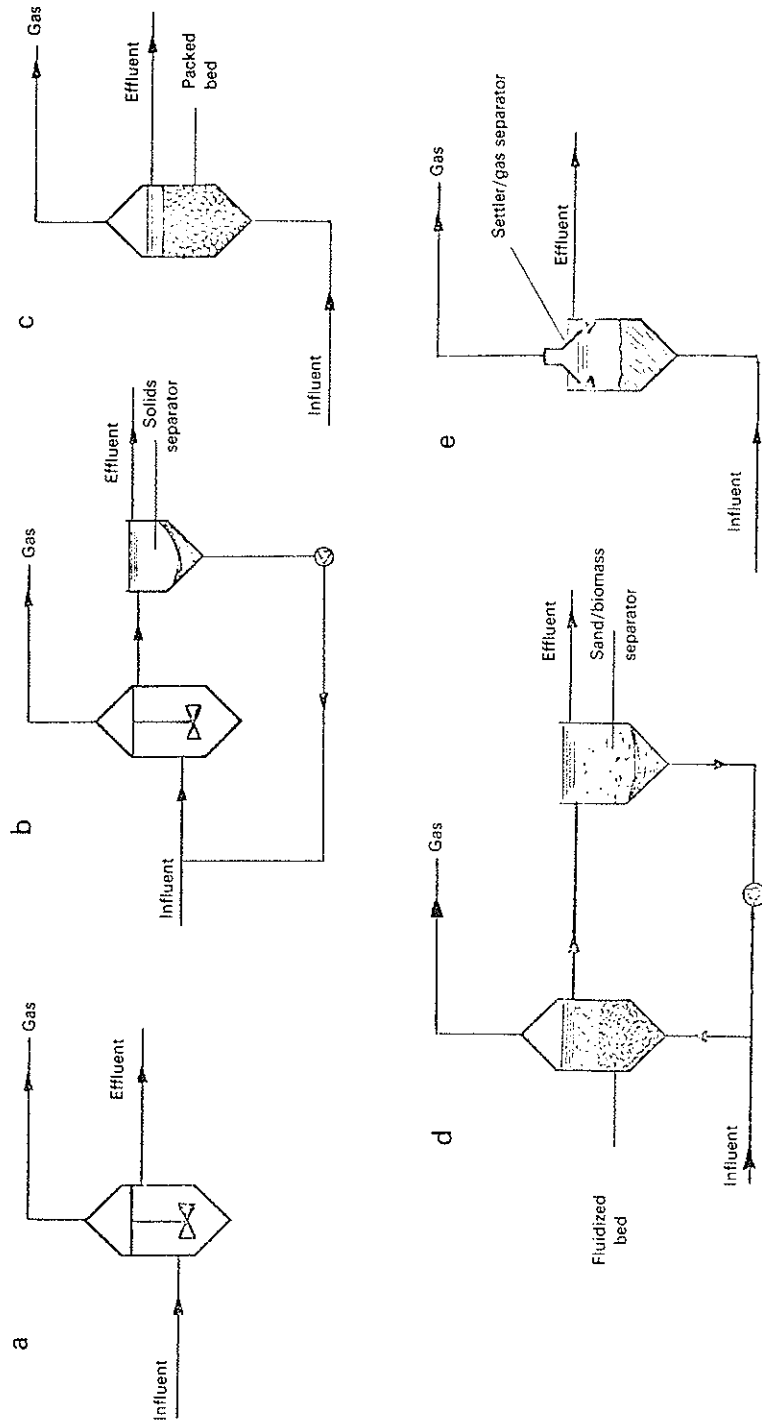 a
Gas
Effluent
Influent
b
Gas
Effluent
Solids
separator
Influent
c
Gas
Effluent
Packed
bed
Influent
d
Gas
Effluent
Sand/biomass
separator
Fluidized
bed
Influent
e
Gas
Settler/gas separator
Effluent
Influent